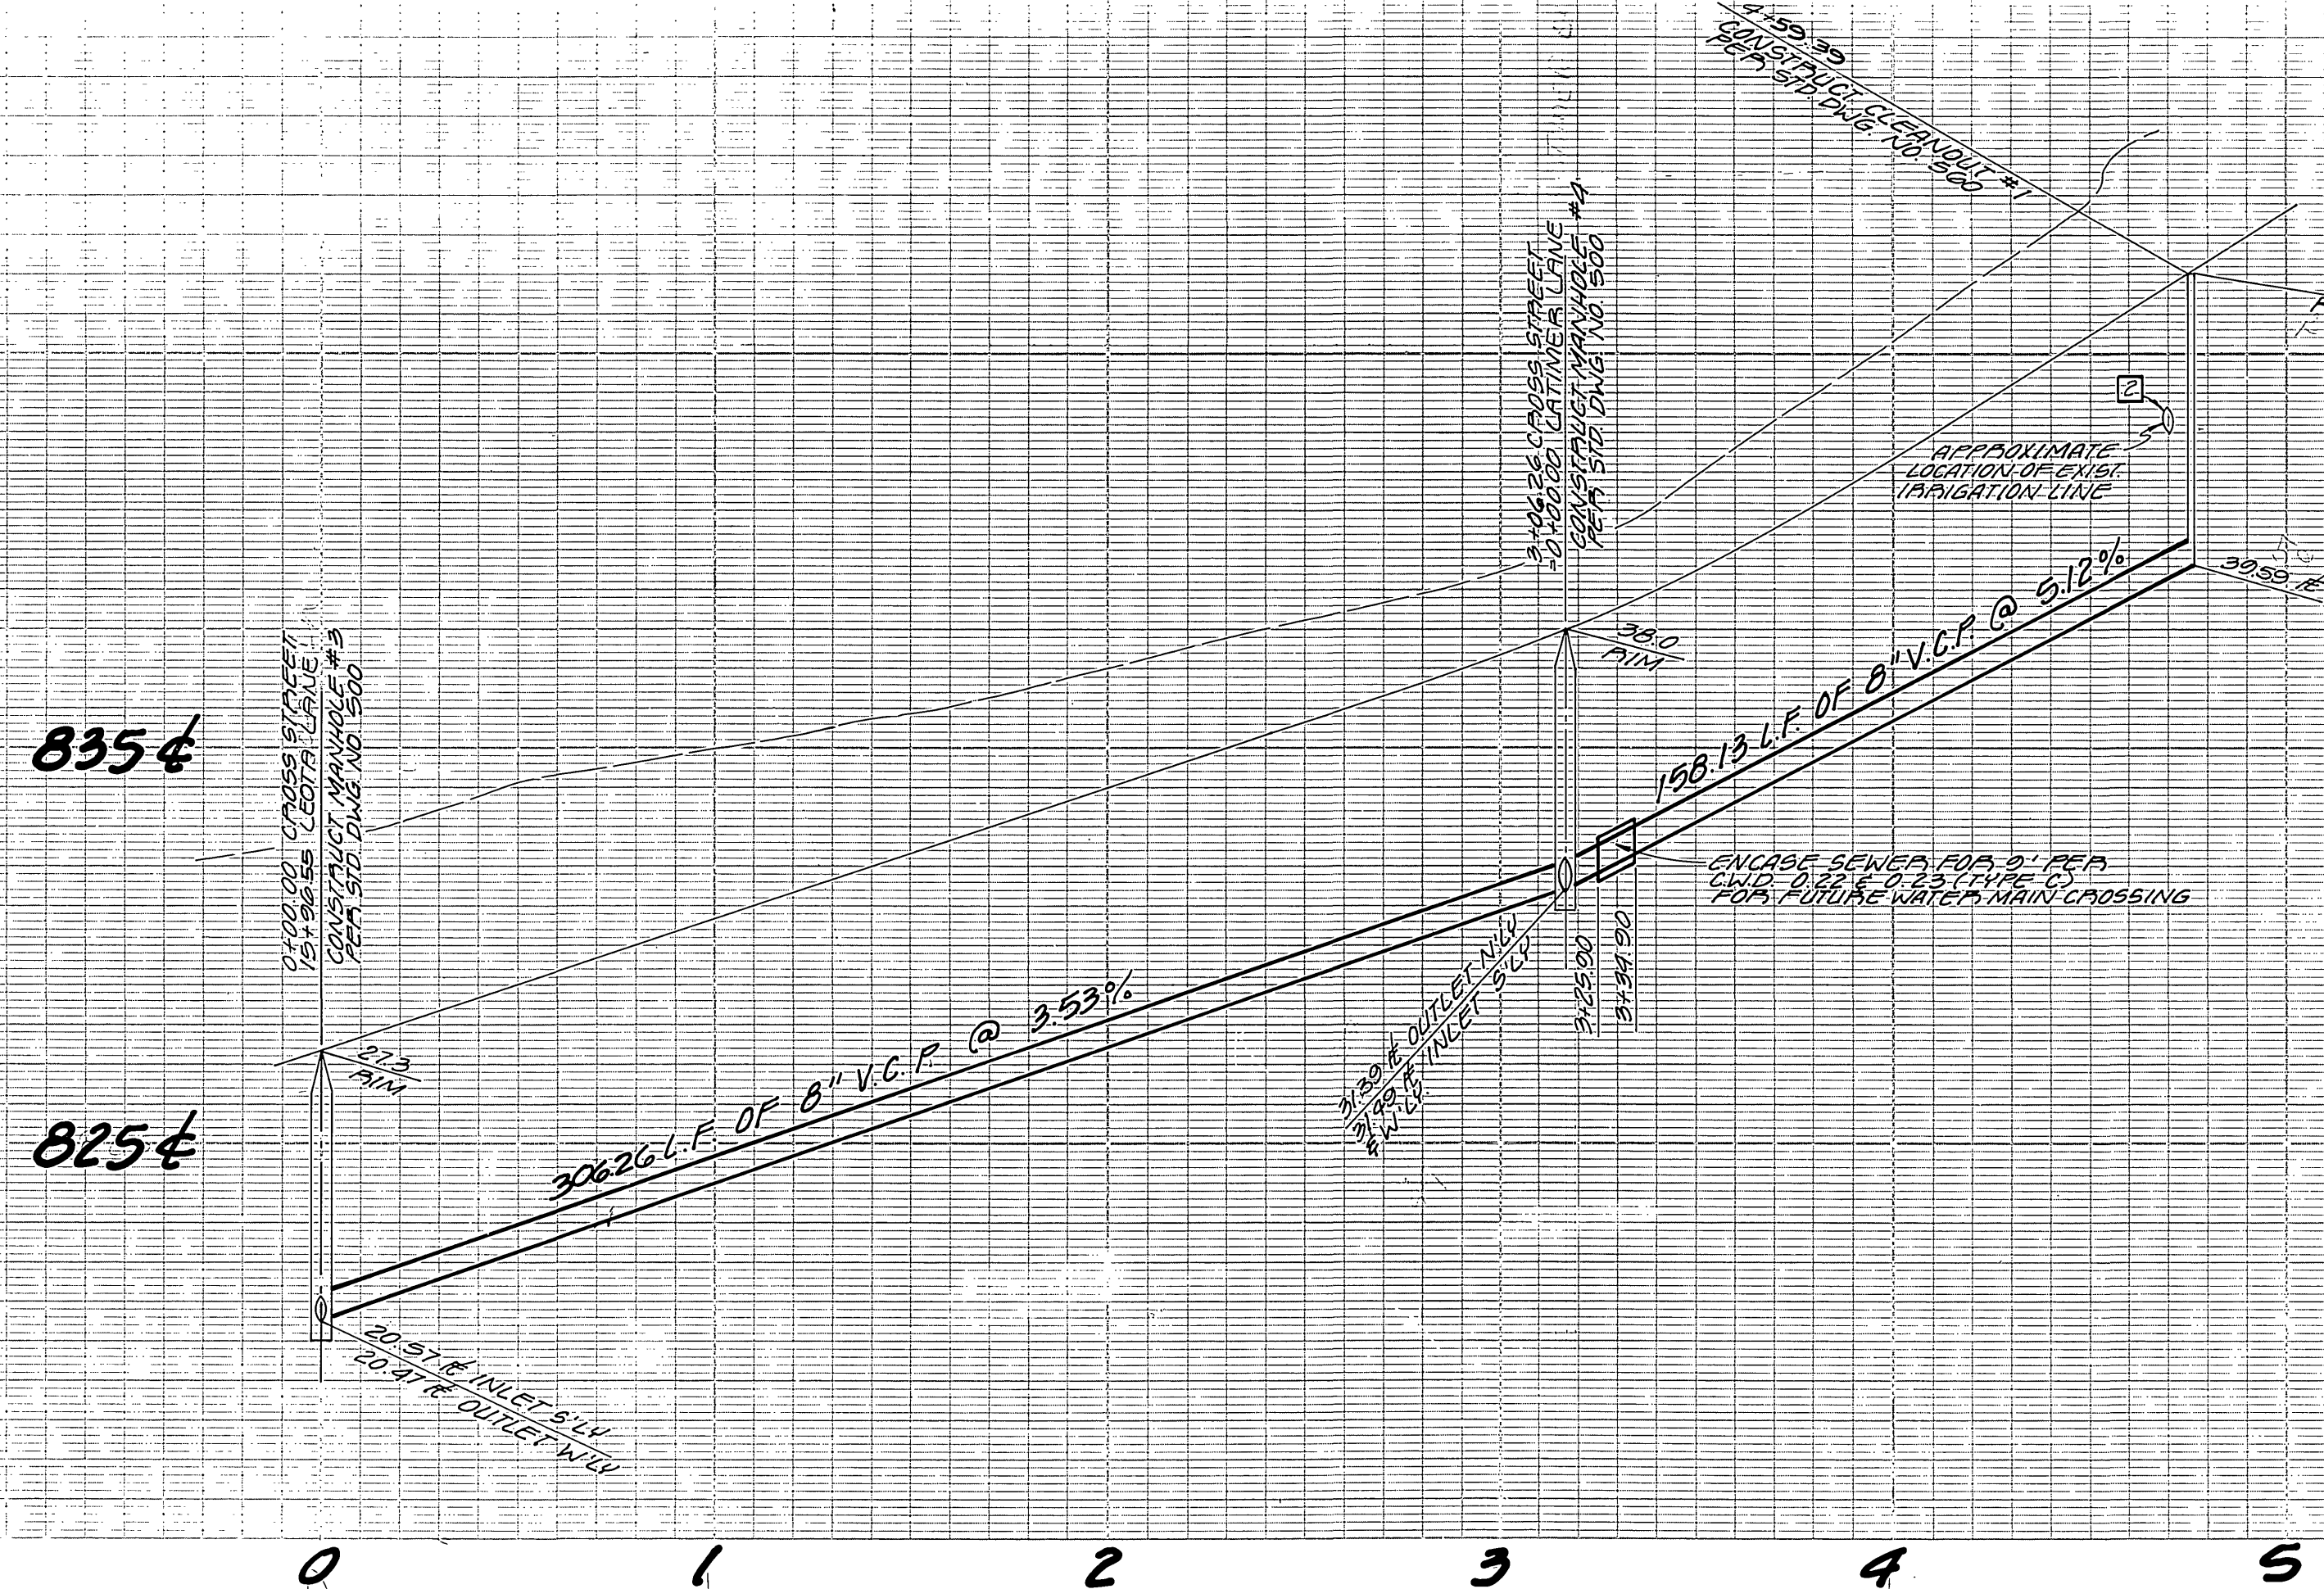 4+59.39
CONSTRUCT CLEANOUT #1
PER STD. DWG. NO. 560
3+06.26 CROSS STREET
=0+00.00 LATIMER LANE
CONSTRUCT MANHOLE #4
PER STD. DWG. NO. 500
2
APPROXIMATE
LOCATION OF EXIST.
IRRIGATION LINE
39.59 ℄
158.13 L.F. OF 8" V.C.P. @ 5.12%
38.0
RIM
0+00.00 CROSS STREET
15+96.55 LEOTA LANE
CONSTRUCT MANHOLE #3
PER STD. DWG. NO. 500
835 ¢
ENCASE SEWER FOR 9' PER
C.W.D. 0.22 & 0.23 (TYPE C)
FOR FUTURE WATER MAIN CROSSING
3+25.90
3+34.90
31.39 ℄ OUTLET N'LY
31.49 ℄ INLET S'LY
& W'LY.
306.26 L.F. OF 8" V.C.P. @ 3.53%
27.3
RIM
825 ¢
20.57 ℄ INLET S'LY
20.47 ℄ OUTLET W'LY
0 1 2 3 4 5